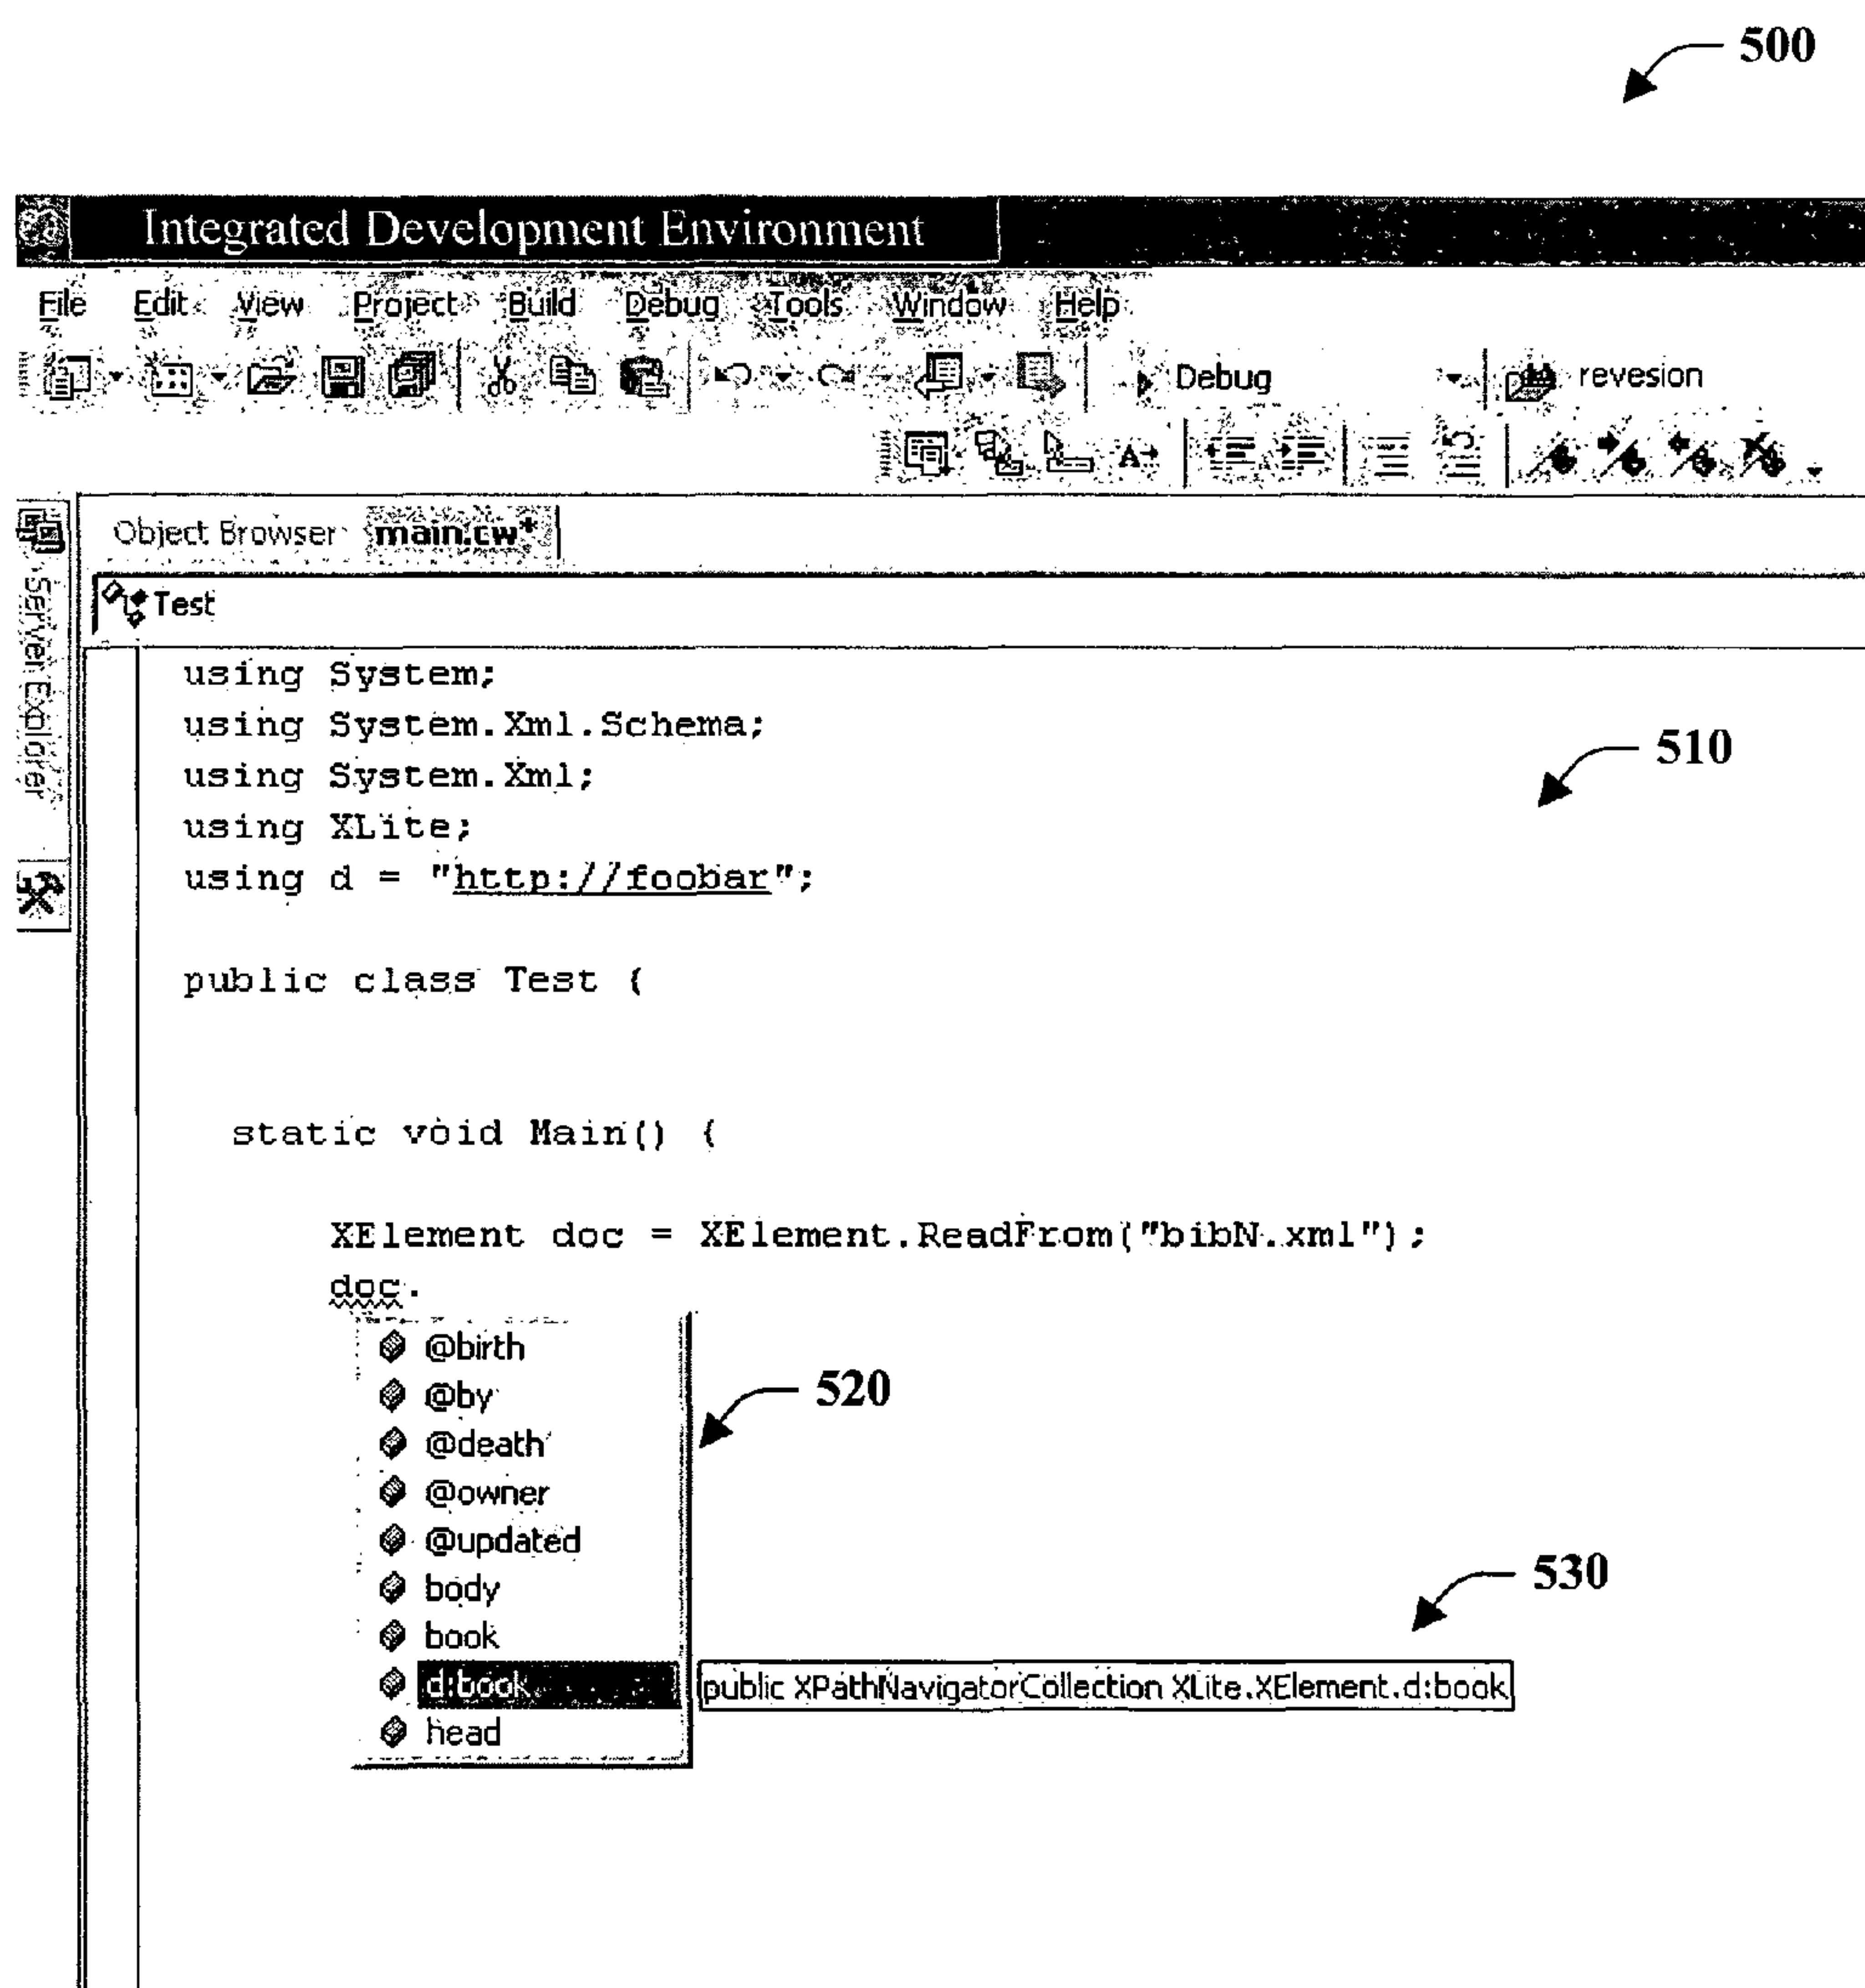 500
Integrated Development Environment
File Edit View Project Build Debug Tools Window Help
Debug revesion
A
Object Browser main.cw*
Server Explorer
Test
using System;
using System.Xml.Schema;
using System.Xml;
using XLite;
using d = "http://foobar";
510
public class Test {
static void Main() {
XElement doc = XElement.ReadFrom("bibN.xml");
doc.
@birth
@by
520
@death
@owner
@updated
body
530
book
d:book public XPathNavigatorCollection XLite.XElement.d:book
head